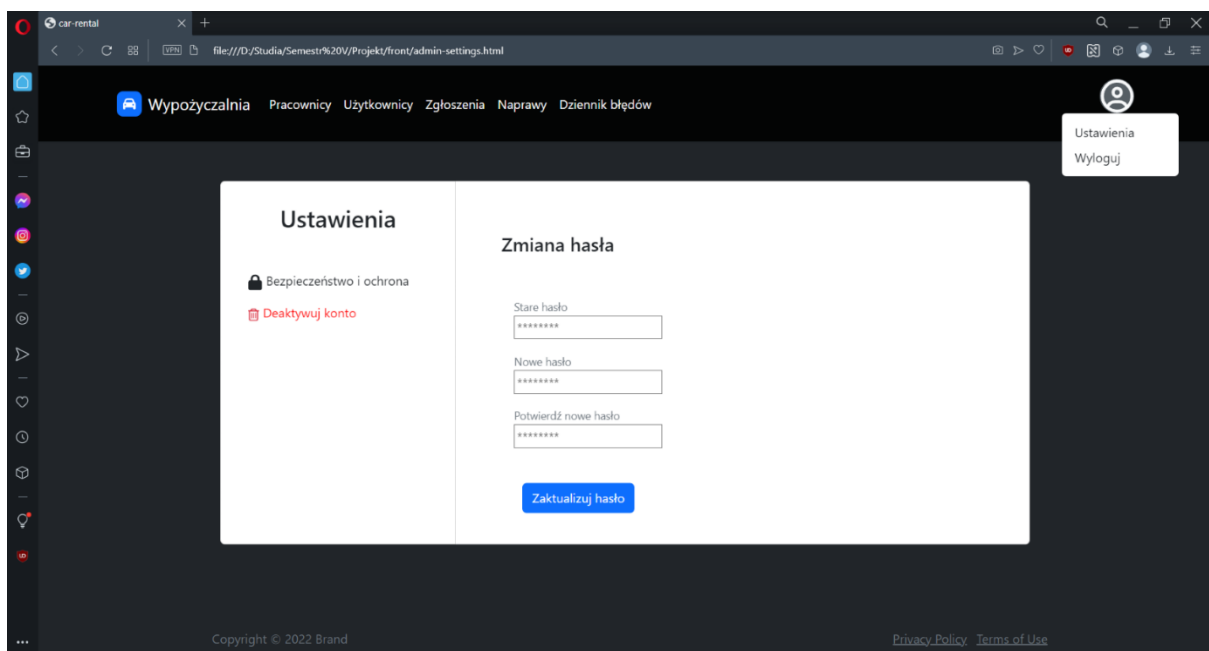 car-rental
VPN
file:///D:/Studia/Semestr%20V/Projekt/front/admin-settings.html
Wypożyczalnia Pracownicy Użytkownicy Zgłoszenia Naprawy Dziennik błędów
Ustawienia
Wyloguj
Ustawienia
Bezpieczeństwo i ochrona
Deaktywuj konto
Zmiana hasła
Stare hasło
********
Nowe hasło
********
Potwierdź nowe hasło
********
Zaktualizuj hasło
Copyright © 2022 Brand
Privacy Policy Terms of Use